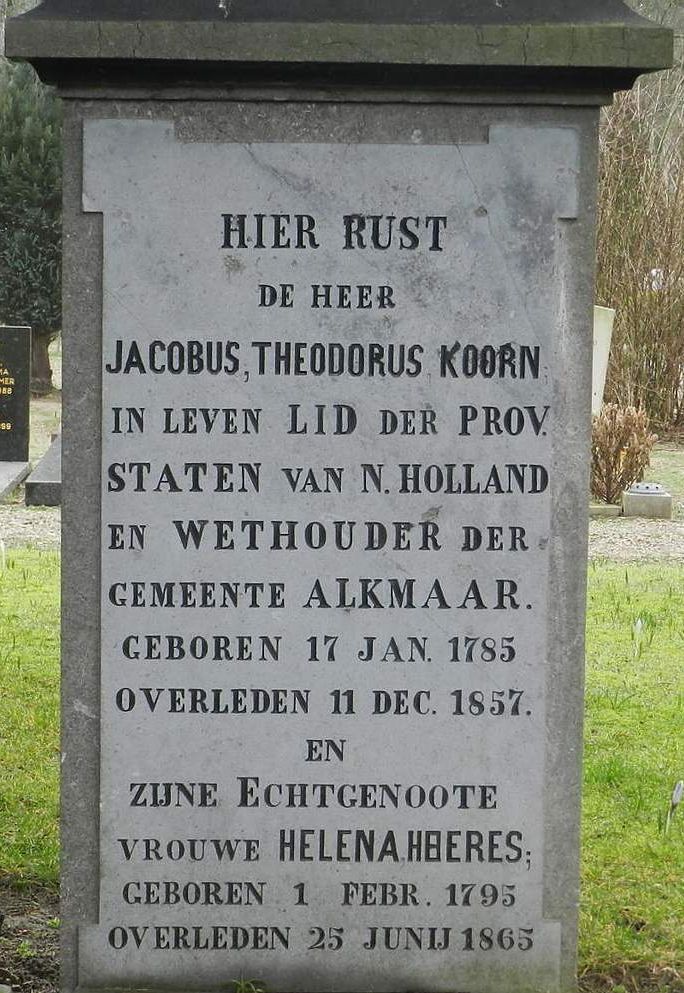 HIER RUST
DE HEER
JACOBUS, THEODORUS KOORN
IN LEVEN LID DER PROV.
STATEN VAN N. HOLLAND
EN WETHOUDER DER
GEMEENTE ALKMAAR.
GEBOREN 17 JAN. 1785
OVERLEDEN 11 DEC. 1857.
EN
ZIJNE ECHTGENOOTE
VROUWE HELENA
GEBOREN 1 FEBR. 1795
OVERLEDEN 25 JUNIJ 1865